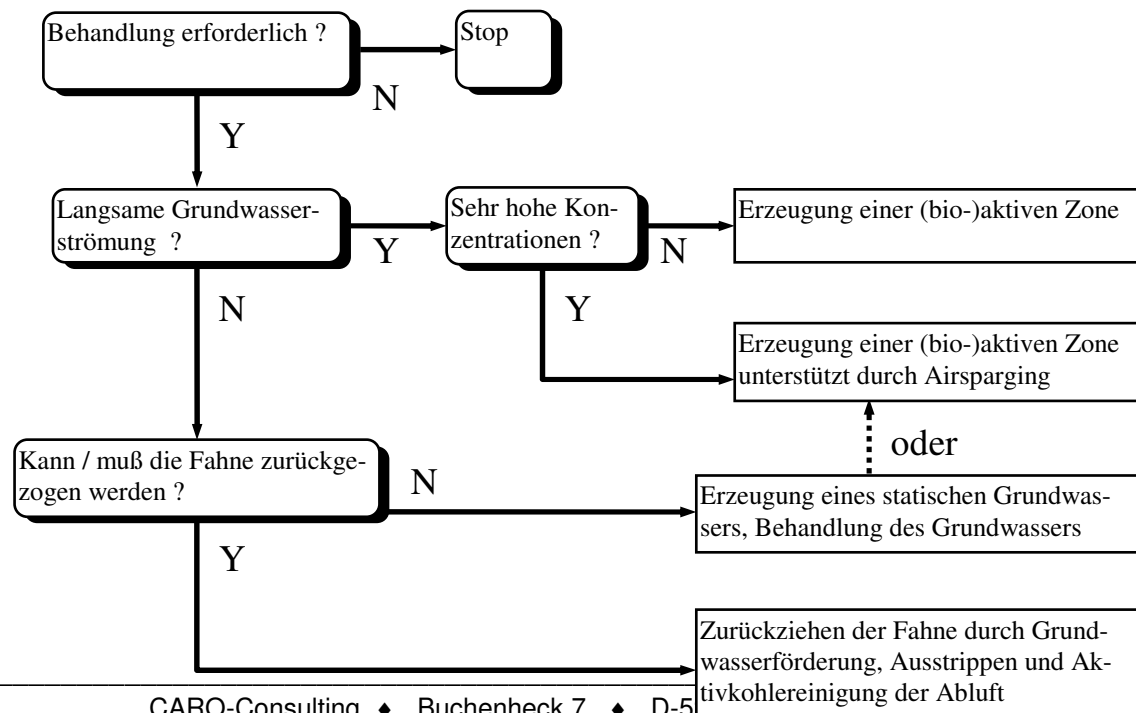 Behandlung erforderlich ?
Stop
N
Y
Langsame Grundwasser-
strömung ?
Y
Sehr hohe Kon-
zentrationen ?
N
Erzeugung einer (bio-)aktiven Zone
N
Y
Erzeugung einer (bio-)aktiven Zone
unterstützt durch Airsparging
oder
Kann / muß die Fahne zurückge-
zogen werden ?
N
Erzeugung eines statischen Grundwas-
sers, Behandlung des Grundwassers
Y
Zurückziehen der Fahne durch Grund-
wasserförderung, Ausstrippen und Ak-
tivkohlereinigung der Abluft
CARO-Consulting ♦ Buchenheck 7 ♦ D-5